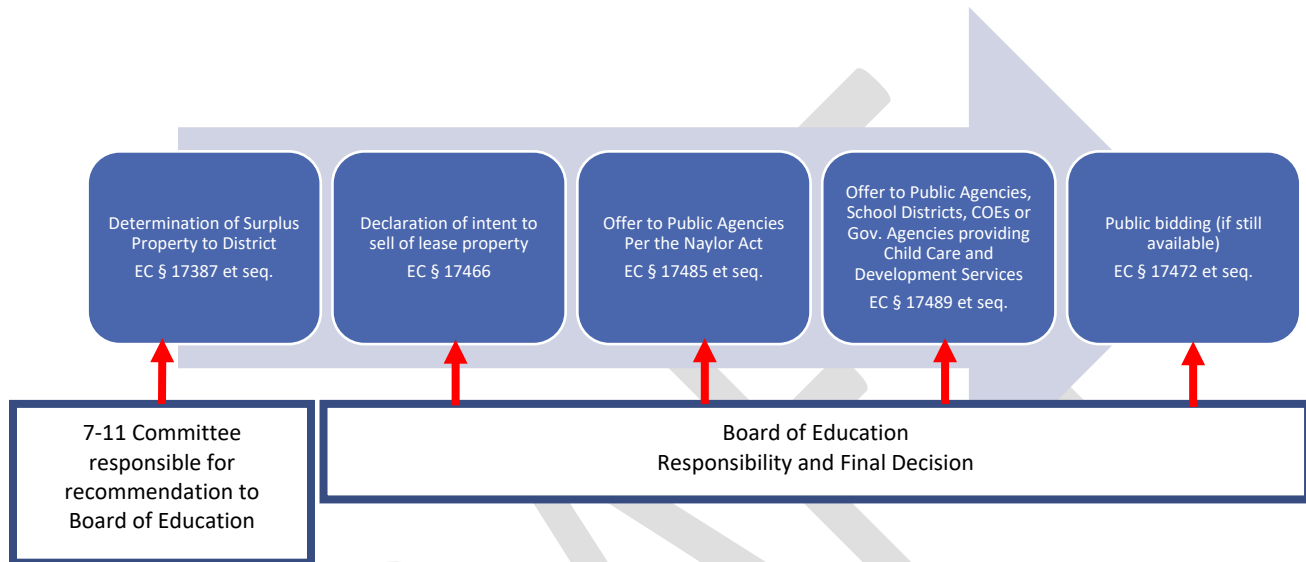 Determination of Surplus
Property to District
EC § 17387 et seq.
Declaration of intent to
sell of lease property
EC § 17466
Offer to Public Agencies
Per the Naylor Act
EC § 17485 et seq.
Offer to Public Agencies,
School Districts, COEs or
Gov. Agencies providing
Child Care and
Development Services
EC § 17489 et seq.
Public bidding (if still
available)
EC § 17472 et seq.
7-11 Committee
responsible for
recommendation to
Board of Education
Board of Education
Responsibility and Final Decision